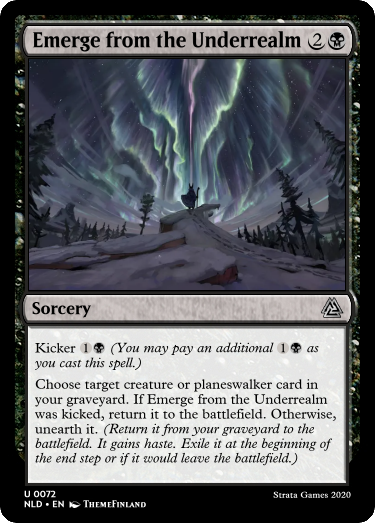 Emerge from the Underrealm 2
Sorcery
Kicker 1 (You may pay an additional 1 as
you cast this spell.)
Choose target creature or planeswalker card in
your graveyard. If Emerge from the Underrealm
was kicked, return it to the battlefield. Otherwise,
unearth it. (Return it from your graveyard to the
battlefield. It gains haste. Exile it at the beginning of
the end step or if it would leave the battlefield.)
U 0072
NLD • EN ThemeFinland
Strata Games 2020